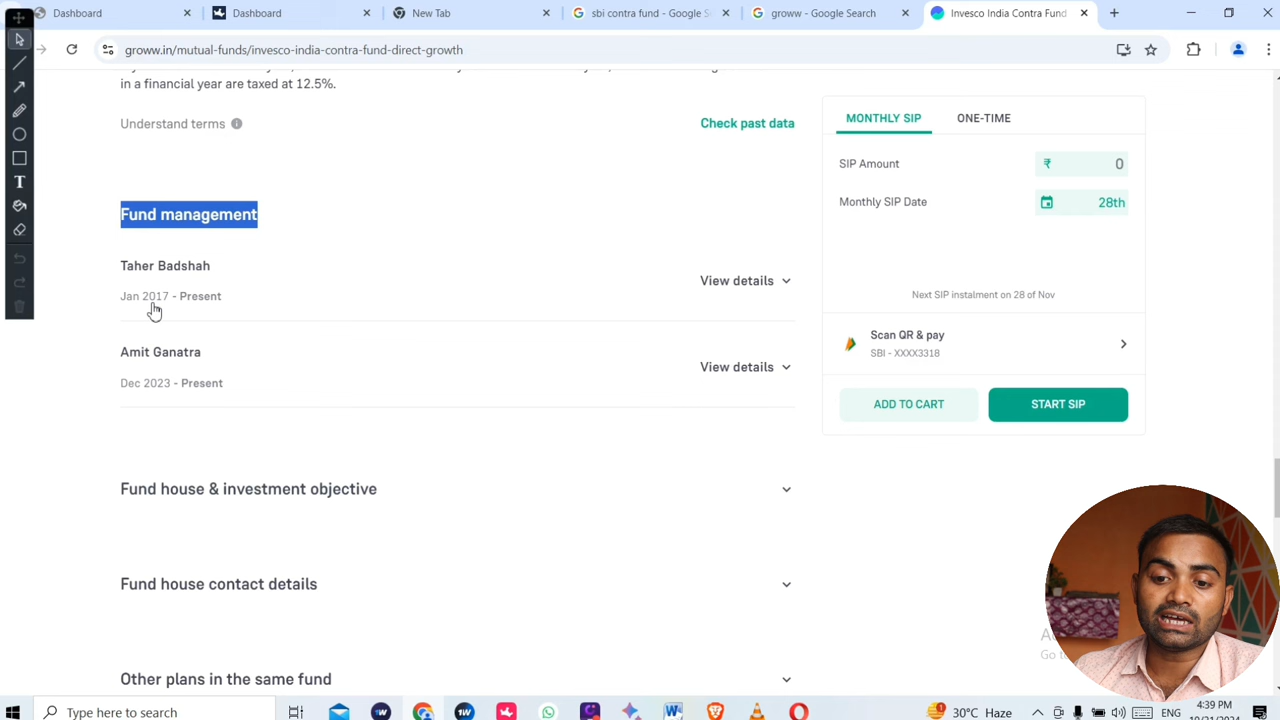 Dashboard
Dashboard
New Tab
sbi contra fund - Google
groww - Google Search
Invesco India Contra Fund
groww.in/mutual-funds/invesco-india-contra-fund-direct-growth
in a financial year are taxed at 12.5%.
Understand terms
Check past data
MONTHLY SIP
ONE-TIME
SIP Amount
₹
0
Monthly SIP Date
28th
Fund management
Taher Badshah
Jan 2017 - Present
View details
Next SIP instalment on 28 of Nov
Amit Ganatra
Dec 2023 - Present
View details
Scan QR & pay
SBI - XXXX3318
ADD TO CART
START SIP
Fund house & investment objective
Fund house contact details
Other plans in the same fund
T
Go to
Type here to search
30°C Haze
ENG
4:39 PM
10/21/2024